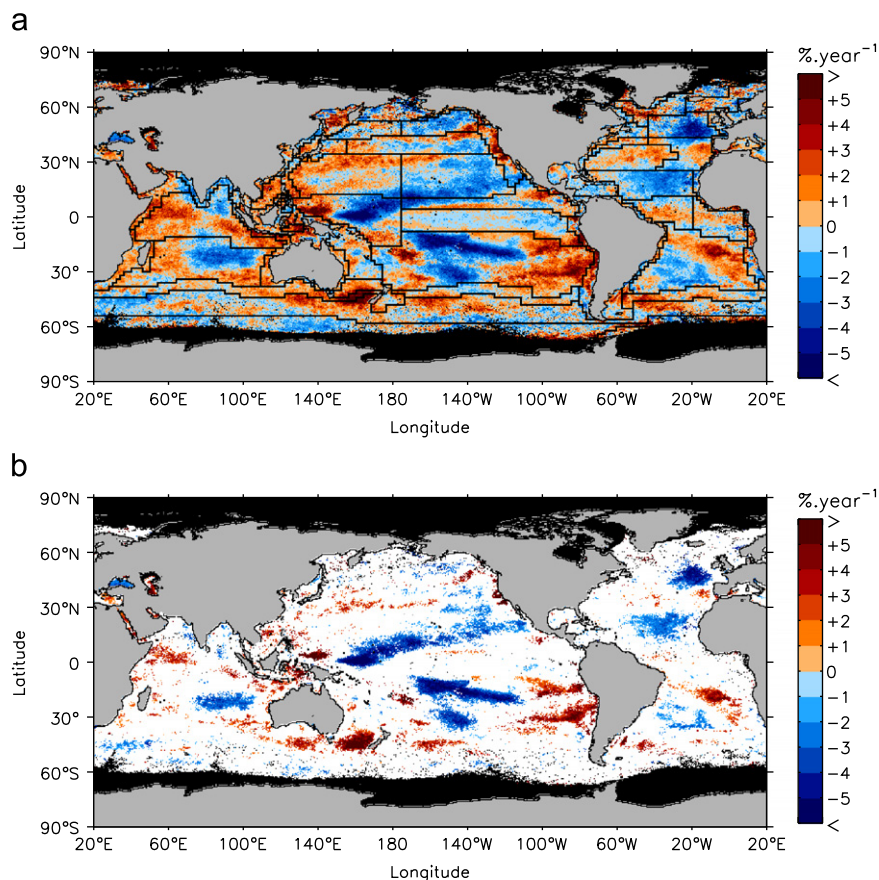 a
%.year⁻¹
90°N
60°N
30°N
0
30°
60°S
90°S
Latitude
20°E
60°E
100°E
140°E
180
140°W
100°W
60°W
20°W
20°E
Longitude
>
+5
+4
+3
+2
+1
0
−1
−2
−3
−4
−5
<
b
%.year⁻¹
90°N
60°N
30°N
0
30°
60°S
90°S
Latitude
20°E
60°E
100°E
140°E
180
140°W
100°W
60°W
20°W
20°E
Longitude
>
+5
+4
+3
+2
+1
0
−1
−2
−3
−4
−5
<